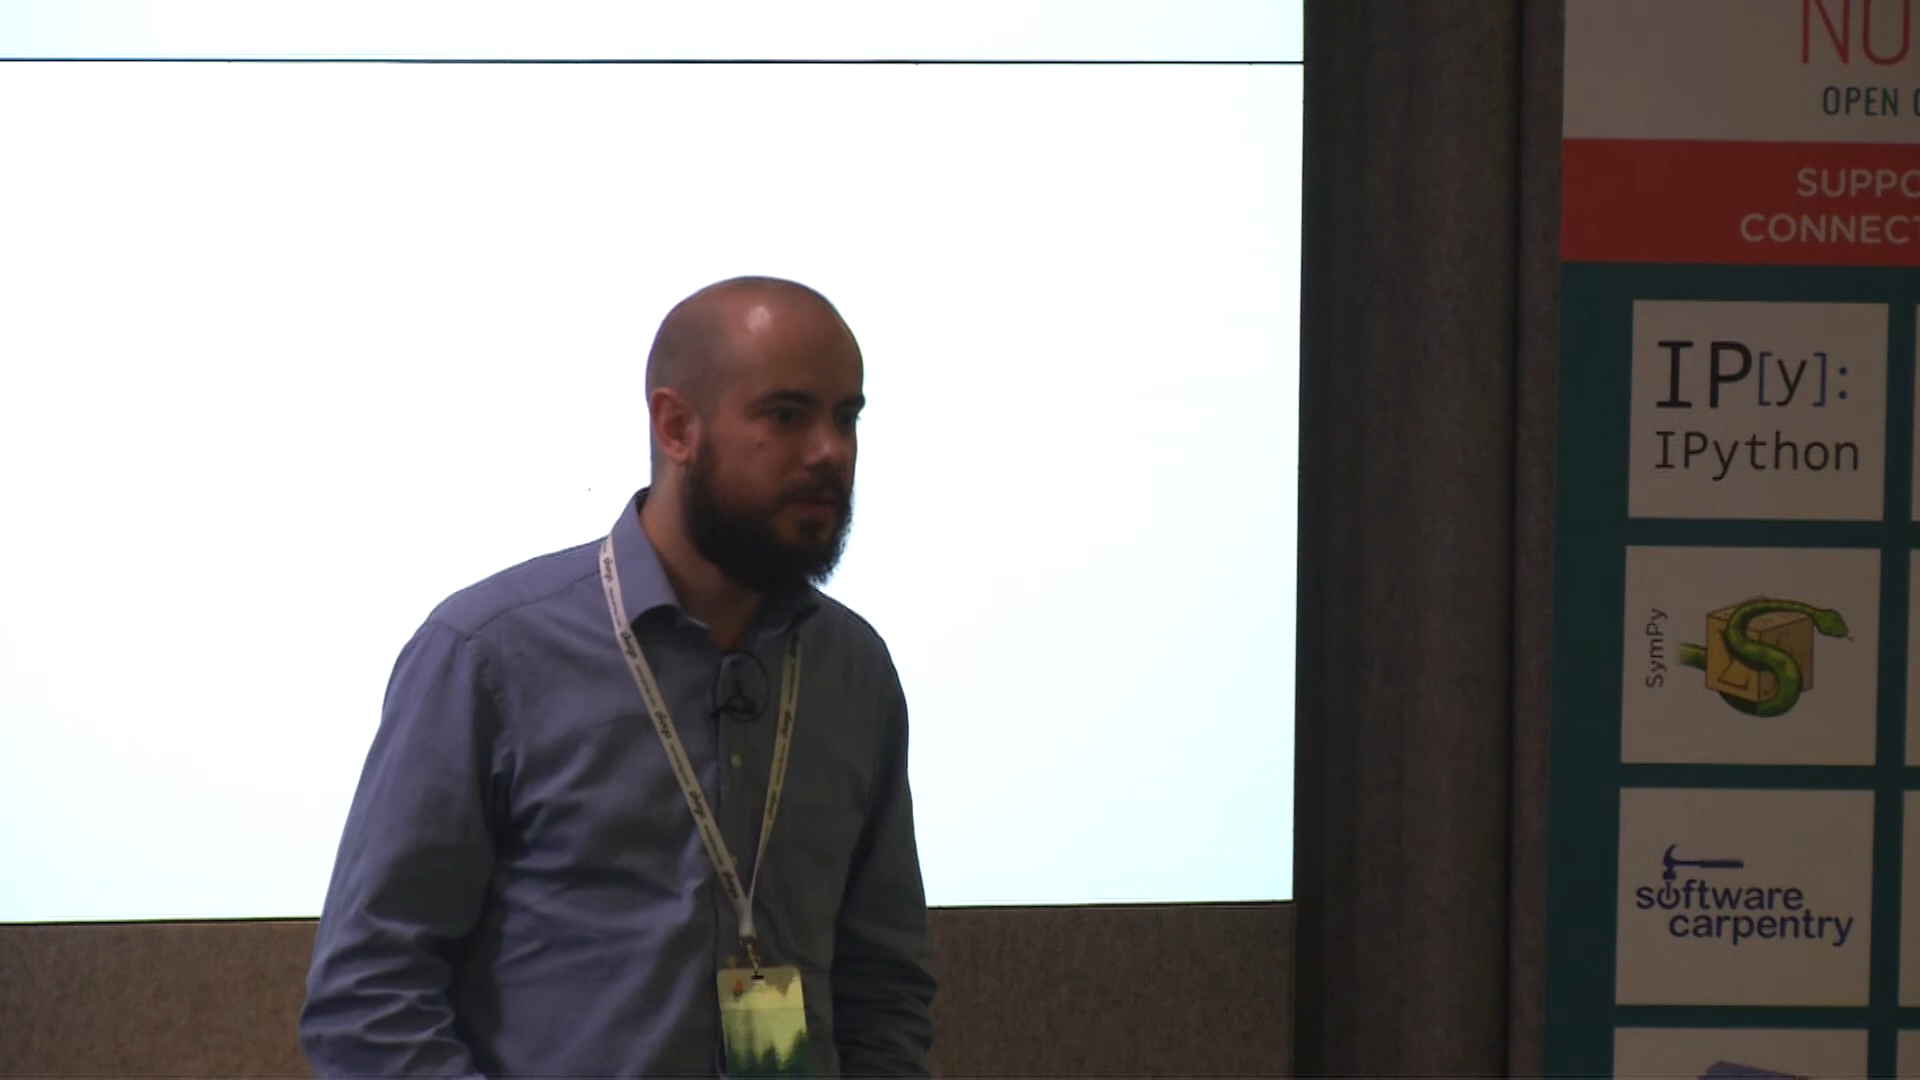 NU
OPEN
SUPPO
CONNECT
IP[y]:
IPython
SymPy
software
carpentry